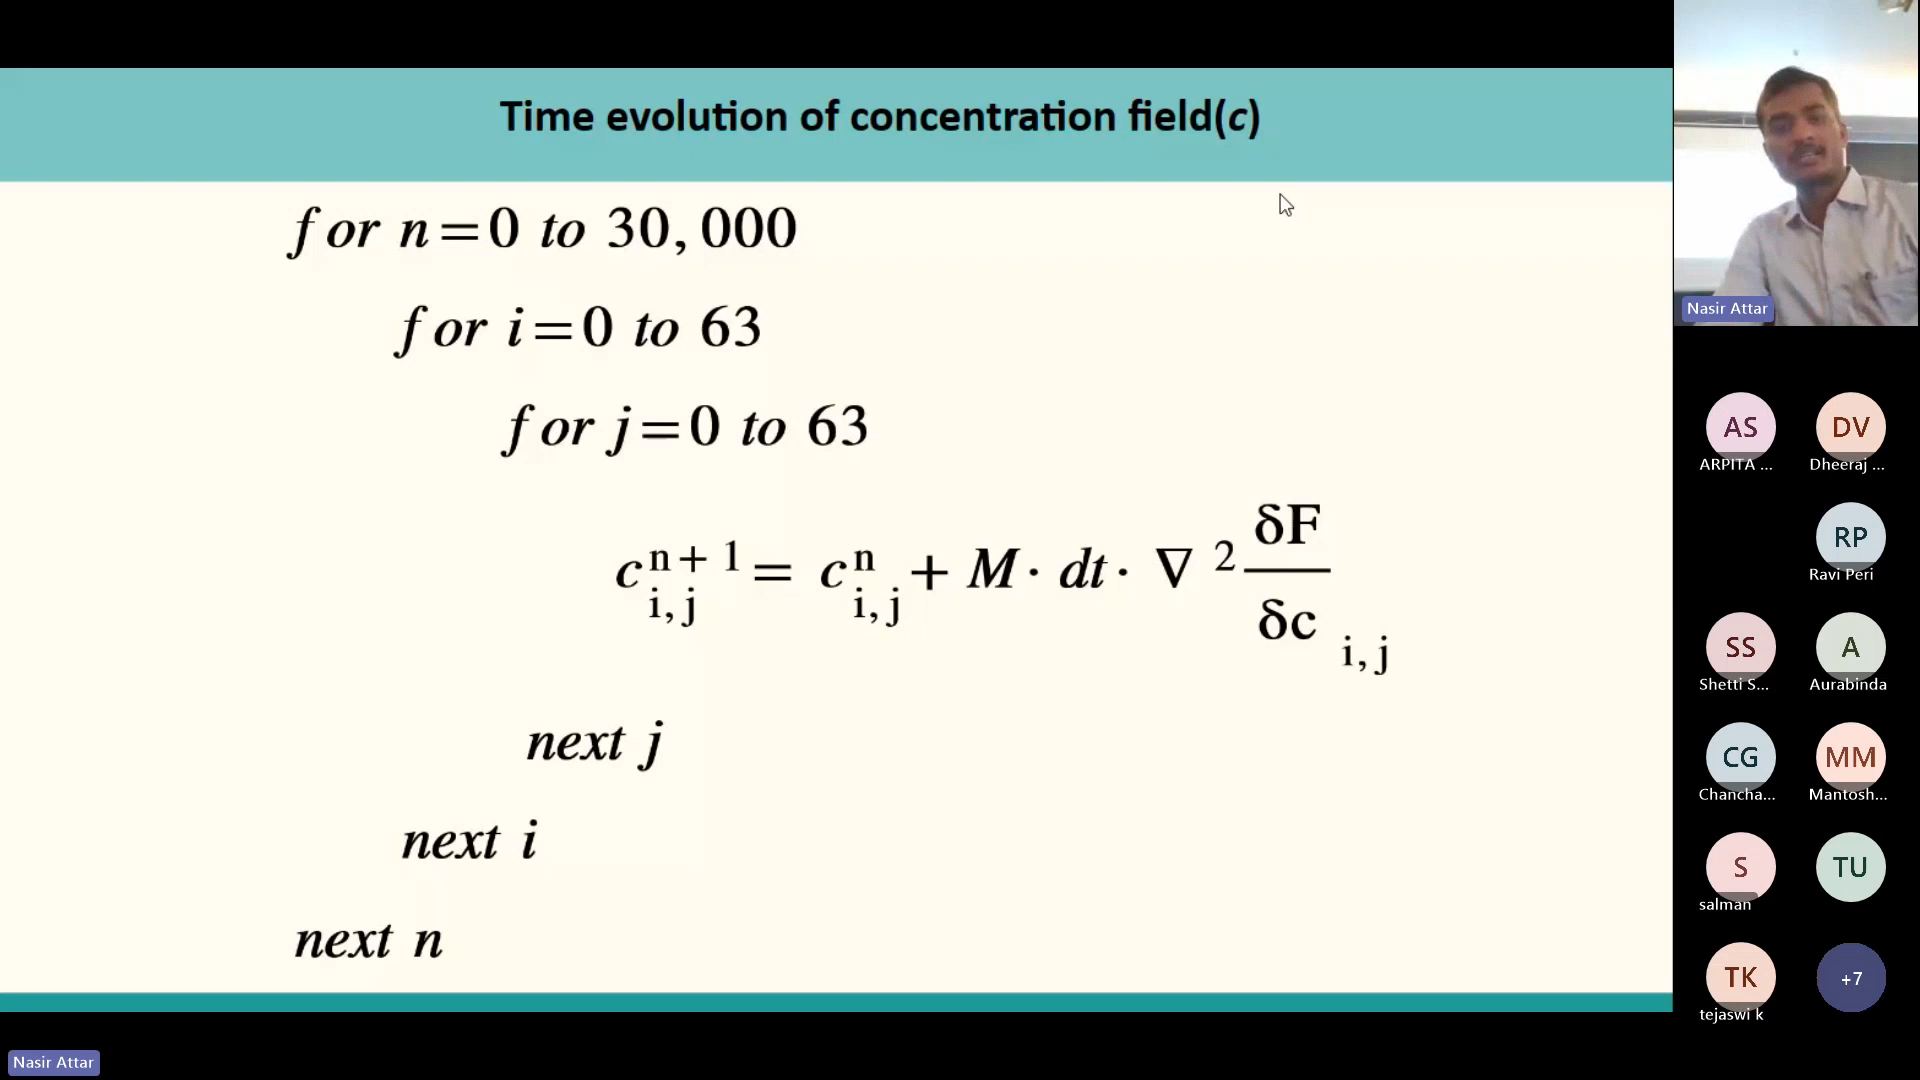 Time evolution of concentration field(c)
for n=0 to 30,000
for i=0 to 63
for j=0 to 63
c^{n+1}_{i,j} = c^{n}_{i,j} + M · dt · ∇² δF/δc _{i,j}
next j
next i
next n
Nasir Attar
AS
ARPITA ...
DV
Dheeraj ...
RP
Ravi Peri
SS
Shetti S...
A
Aurabinda
CG
Chancha...
MM
Mantosh...
S
salman
TU
TK
tejaswi k
+7
Nasir Attar